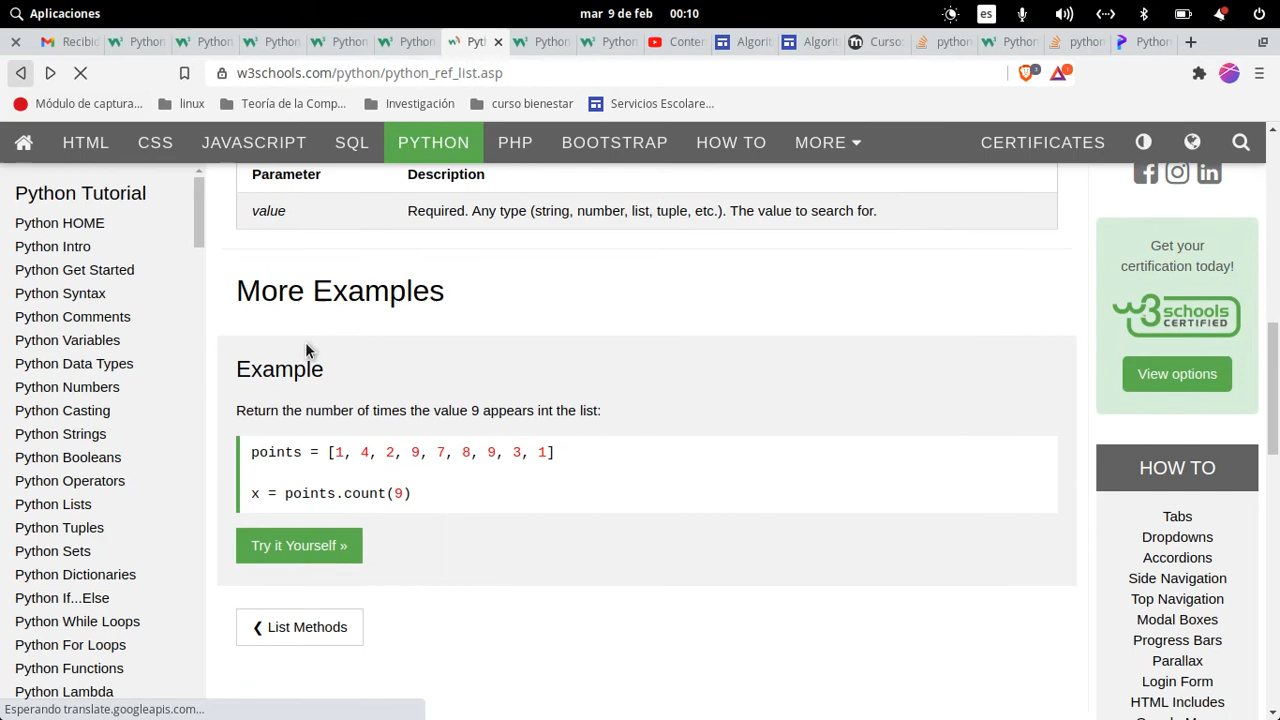 Aplicaciones
mar 9 de feb 00:10
es
Recib
Python
Python
Python
Python
Python
Pyth
Python
Python
Conten
Algorit
Algorit
Curso:
python
Python
python
Python
w3schools.com/python/python_ref_list.asp
Módulo de captura...
linux
Teoría de la Comp...
Investigación
curso bienestar
Servicios Escolare...
HTML
CSS
JAVASCRIPT
SQL
PYTHON
PHP
BOOTSTRAP
HOW TO
MORE
CERTIFICATES
Python Tutorial
Python HOME
Python Intro
Python Get Started
Python Syntax
Python Comments
Python Variables
Python Data Types
Python Numbers
Python Casting
Python Strings
Python Booleans
Python Operators
Python Lists
Python Tuples
Python Sets
Python Dictionaries
Python If...Else
Python While Loops
Python For Loops
Python Functions
Python Lambda
Parameter Description
value Required. Any type (string, number, list, tuple, etc.). The value to search for.
More Examples
Example
Return the number of times the value 9 appears int the list:
points = [1, 4, 2, 9, 7, 8, 9, 3, 1]
x = points.count(9)
Try it Yourself »
❮ List Methods
Get your
certification today!
w3schools
CERTIFIED
View options
HOW TO
Tabs
Dropdowns
Accordions
Side Navigation
Top Navigation
Modal Boxes
Progress Bars
Parallax
Login Form
HTML Includes
Esperando translate.googleapis.com...